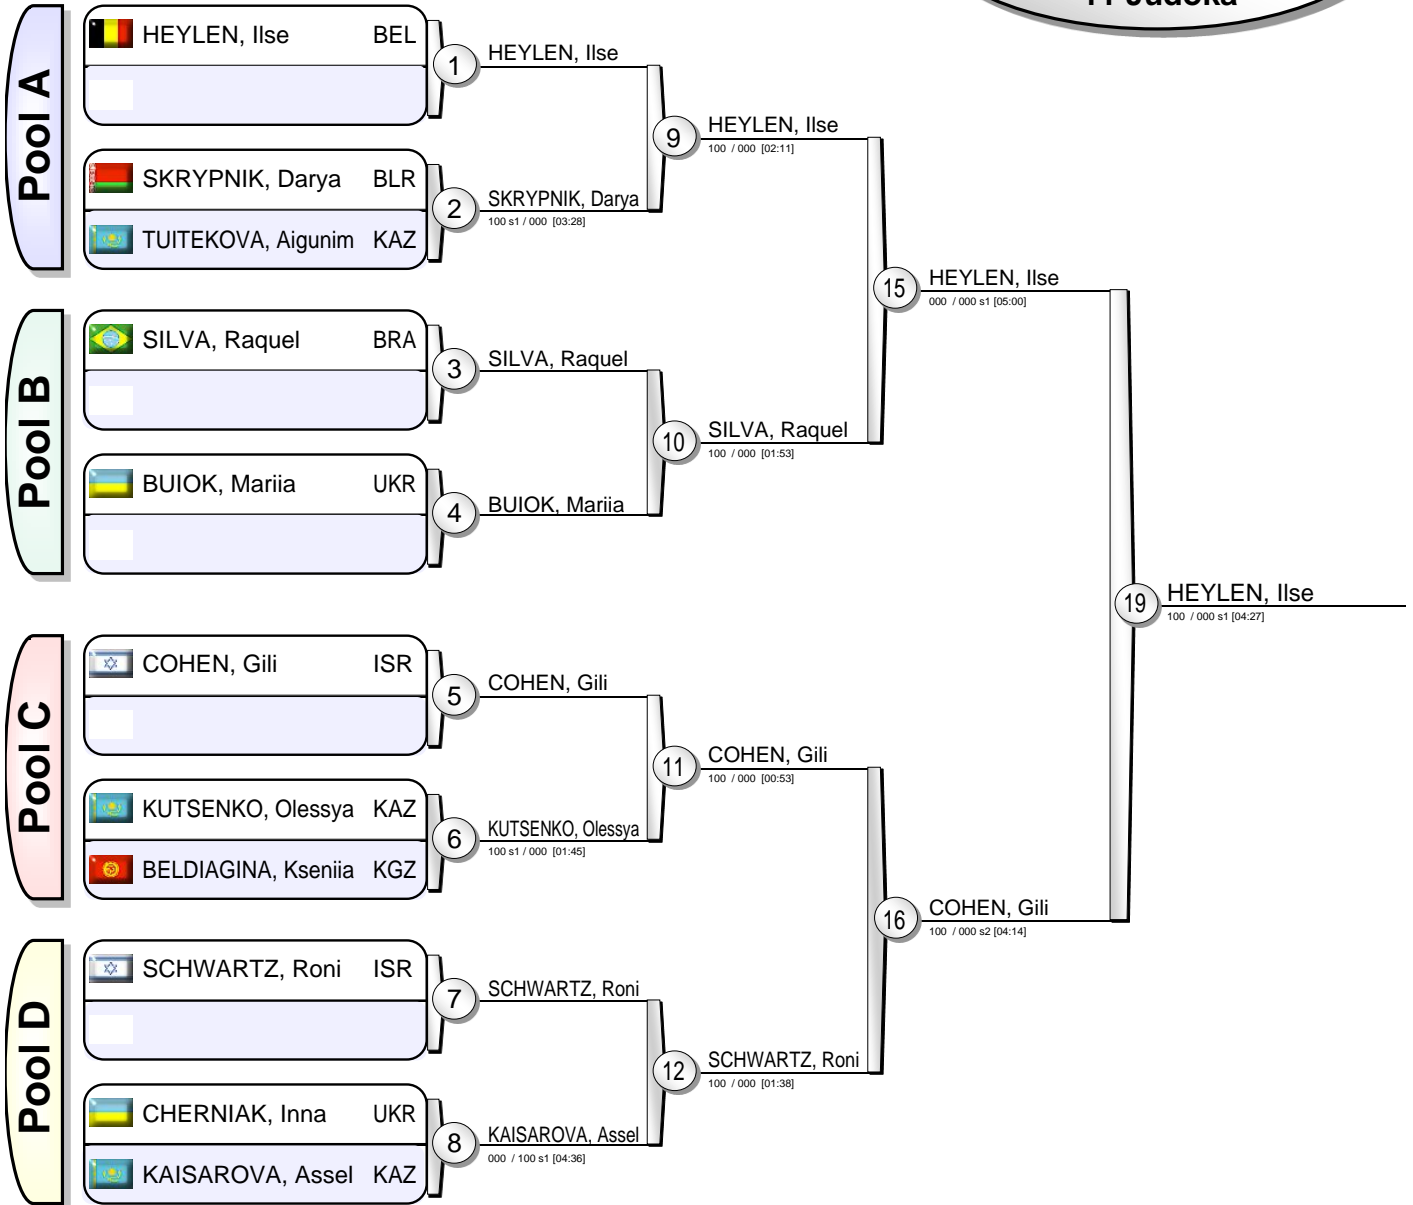 11 Judoka
Pool A
HEYLEN, Ilse BEL
SKRYPNIK, Darya BLR
TUITEKOVA, Aigunim KAZ
Pool B
SILVA, Raquel BRA
BUIOK, Mariia UKR
Pool C
COHEN, Gili ISR
KUTSENKO, Olessya KAZ
BELDIAGINA, Kseniia KGZ
Pool D
SCHWARTZ, Roni ISR
CHERNIAK, Inna UKR
KAISAROVA, Assel KAZ
1
HEYLEN, Ilse
2
SKRYPNIK, Darya
100 s1 / 000 [03:28]
3
SILVA, Raquel
4
BUIOK, Mariia
5
COHEN, Gili
6
KUTSENKO, Olessya
100 s1 / 000 [01:45]
7
SCHWARTZ, Roni
8
KAISAROVA, Assel
000 / 100 s1 [04:36]
9
HEYLEN, Ilse
100 / 000 [02:11]
10
SILVA, Raquel
100 / 000 [01:53]
11
COHEN, Gili
100 / 000 [00:53]
12
SCHWARTZ, Roni
100 / 000 [01:38]
15
HEYLEN, Ilse
000 / 000 s1 [05:00]
16
COHEN, Gili
100 / 000 s2 [04:14]
19
HEYLEN, Ilse
100 / 000 s1 [04:27]